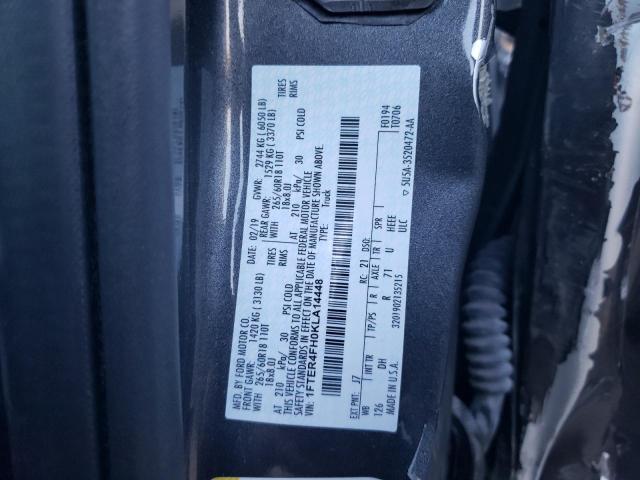 MFD. BY FORD MOTOR CO.
DATE: 02/19 GVWR: 2744 KG ( 6050 LB)
FRONT GAWR: 1420 KG ( 3130 LB) REAR GAWR: 1529 KG ( 3370 LB)
WITH 265/60R18 110T TIRES WITH 265/60R18 110T TIRES
18x8.0J RIMS 18x8.0J RIMS
AT 210 kPa/ 30 PSI COLD AT 210 kPa/ 30 PSI COLD
THIS VEHICLE CONFORMS TO ALL APPLICABLE FEDERAL MOTOR VEHICLE
SAFETY STANDARDS IN EFFECT ON THE DATE OF MANUFACTURE SHOWN ABOVE.
VIN: 1FTER4FH0KLA14448 TYPE: Truck
F0194
T0706
EXT PNT: J7 RC: 21 DSO:
WB INT TR TP/PS R AXLE TR SPR
126 DH R 71 U HEEE
ULC
MADE IN U.S.A. 3201902135215
▽ 5U5A-3520472-AA